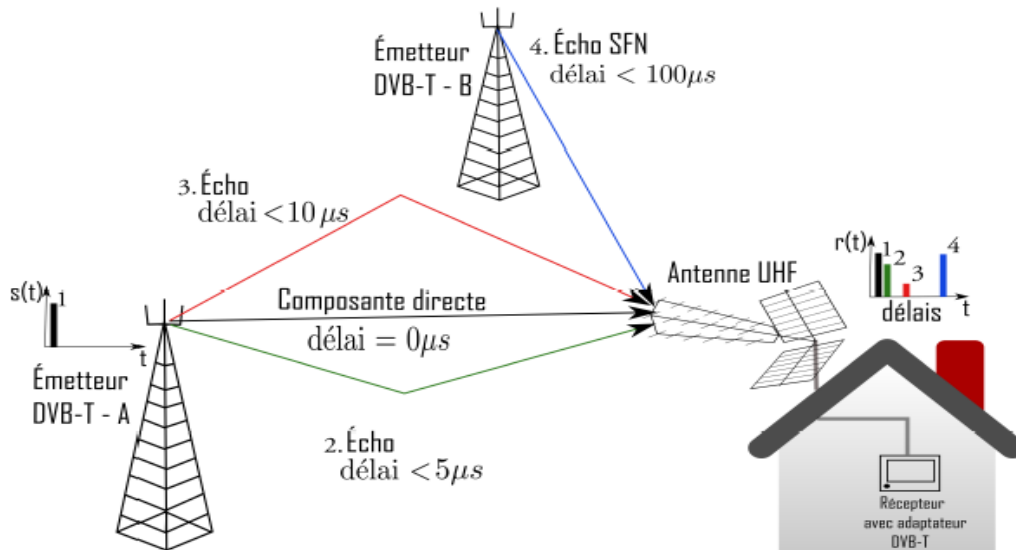 Émetteur
DVB-T - B
4. Écho SFN
délai < 100μs
3. Écho
délai < 10 μs
s(t)
1
t
Composante directe
délai = 0μs
Émetteur
DVB-T - A
2. Écho
délai < 5μs
Antenne UHF
r(t)
1
2
3
4
t
délais
Récepteur
avec adaptateur
DVB-T